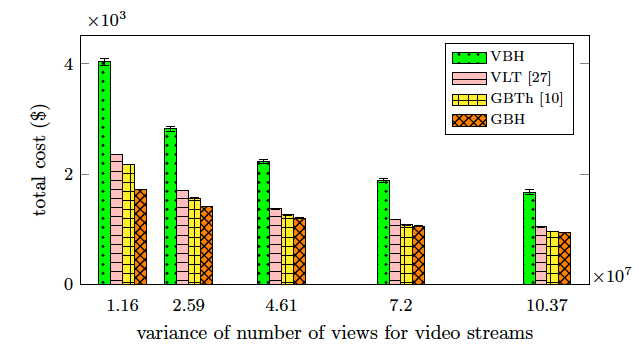 ×10³
4
2
0
total cost ($)
VBH
VLT [27]
GBTh [10]
GBH
1.16 2.59 4.61 7.2 10.37
×10⁷
variance of number of views for video streams